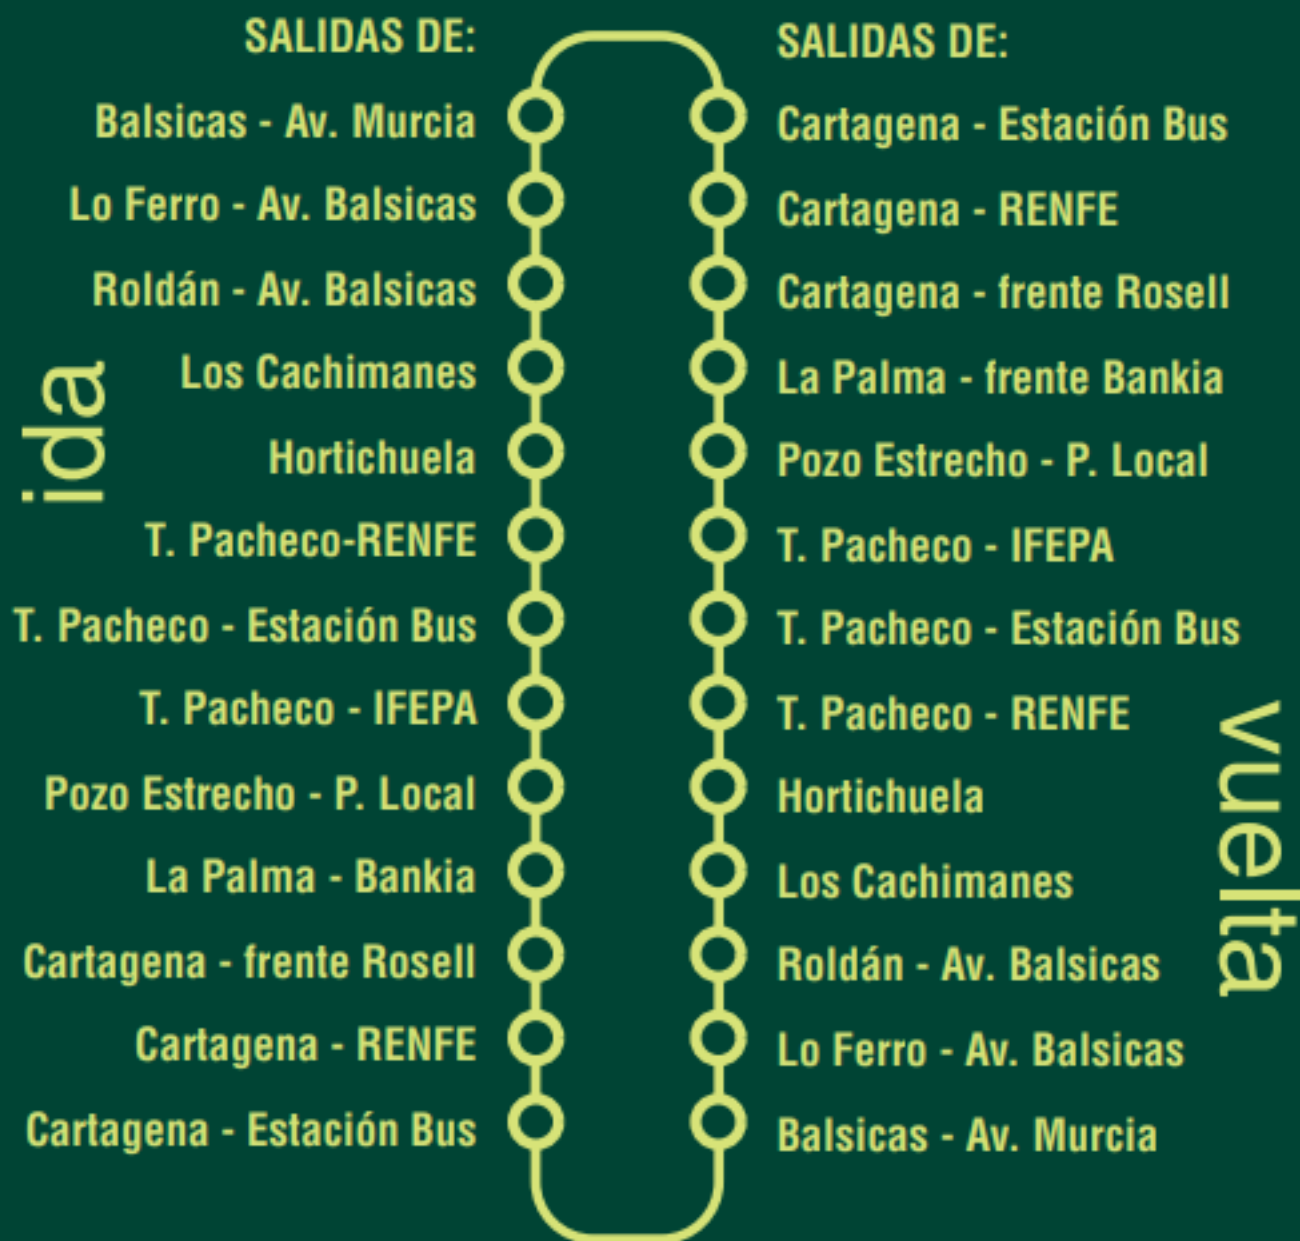 SALIDAS DE:
Balsicas - Av. Murcia
Lo Ferro - Av. Balsicas
Roldán - Av. Balsicas
Los Cachimanes
Hortichuela
T. Pacheco-RENFE
T. Pacheco - Estación Bus
T. Pacheco - IFEPA
Pozo Estrecho - P. Local
La Palma - Bankia
Cartagena - frente Rosell
Cartagena - RENFE
Cartagena - Estación Bus
ida
SALIDAS DE:
Cartagena - Estación Bus
Cartagena - RENFE
Cartagena - frente Rosell
La Palma - frente Bankia
Pozo Estrecho - P. Local
T. Pacheco - IFEPA
T. Pacheco - Estación Bus
T. Pacheco - RENFE
Hortichuela
Los Cachimanes
Roldán - Av. Balsicas
Lo Ferro - Av. Balsicas
Balsicas - Av. Murcia
vuelta